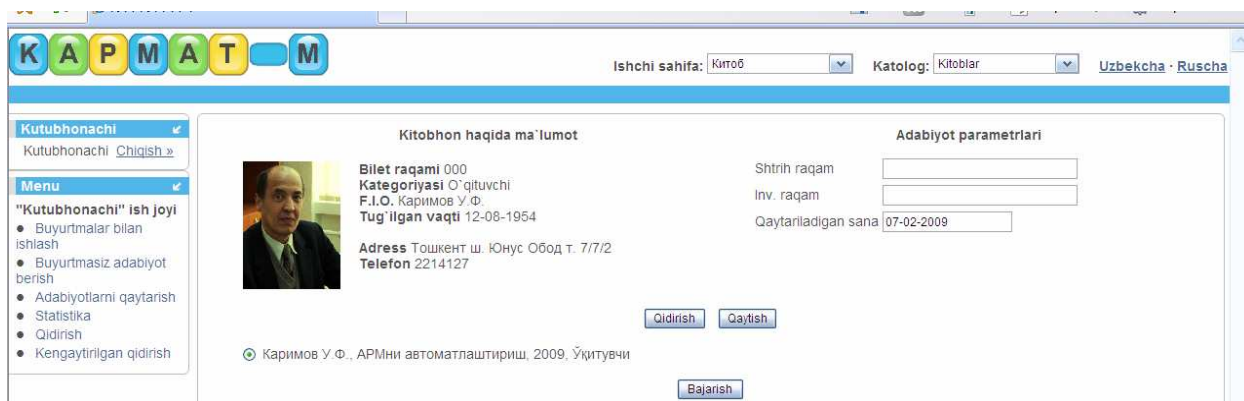 КАРМАТ-М
Ishchi sahifa: Китоб Katolog: Kitoblar Uzbekcha · Ruscha
Kutubhonachi
Kutubhonachi Chiqish »
Menu
"Kutubhonachi" ish joyi
● Buyurtmalar bilan
ishlash
● Buyurtmasiz adabiyot
berish
● Adabiyotlarni qaytarish
● Statistika
● Qidirish
● Kengaytirilgan qidirish
Kitobhon haqida ma`lumot
Bilet raqami 000
Kategoriyasi O`qituvchi
F.I.O. Каримов У.Ф.
Tug`ilgan vaqti 12-08-1954
Adress Тошкент ш. Юнус Обод т. 7/7/2
Telefon 2214127
Adabiyot parametrlari
Shtrih raqam
Inv. raqam
Qaytariladigan sana 07-02-2009
Qidirish Qaytish
Каримов У.Ф., АРМни автоматлаштириш, 2009, Ўқитувчи
Bajarish